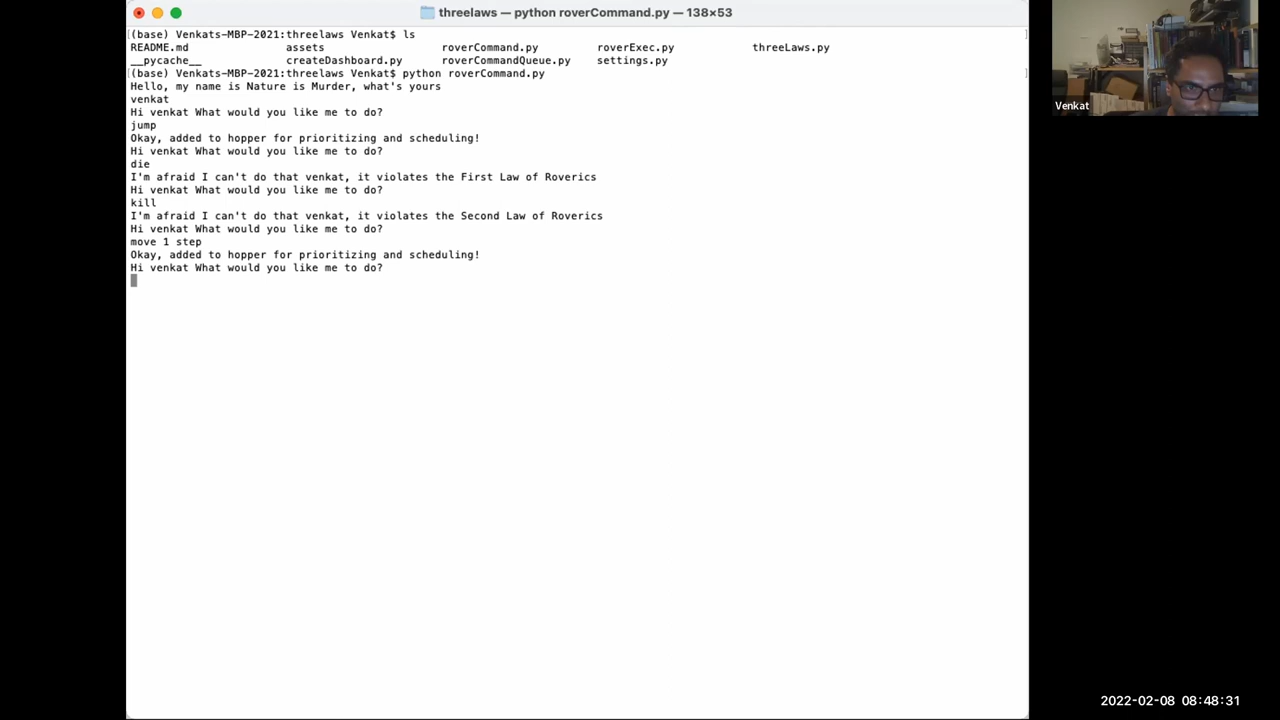 threelaws — python roverCommand.py — 138×53
(base) Venkats-MBP-2021:threelaws Venkat$ ls
README.md assets roverCommand.py roverExec.py threeLaws.py
__pycache__ createDashboard.py roverCommandQueue.py settings.py
(base) Venkats-MBP-2021:threelaws Venkat$ python roverCommand.py
Hello, my name is Nature is Murder, what's yours
venkat
Hi venkat What would you like me to do?
jump
Okay, added to hopper for prioritizing and scheduling!
Hi venkat What would you like me to do?
die
I'm afraid I can't do that venkat, it violates the First Law of Roverics
Hi venkat What would you like me to do?
kill
I'm afraid I can't do that venkat, it violates the Second Law of Roverics
Hi venkat What would you like me to do?
move 1 step
Okay, added to hopper for prioritizing and scheduling!
Hi venkat What would you like me to do?
Venkat
2022-02-08 08:48:31